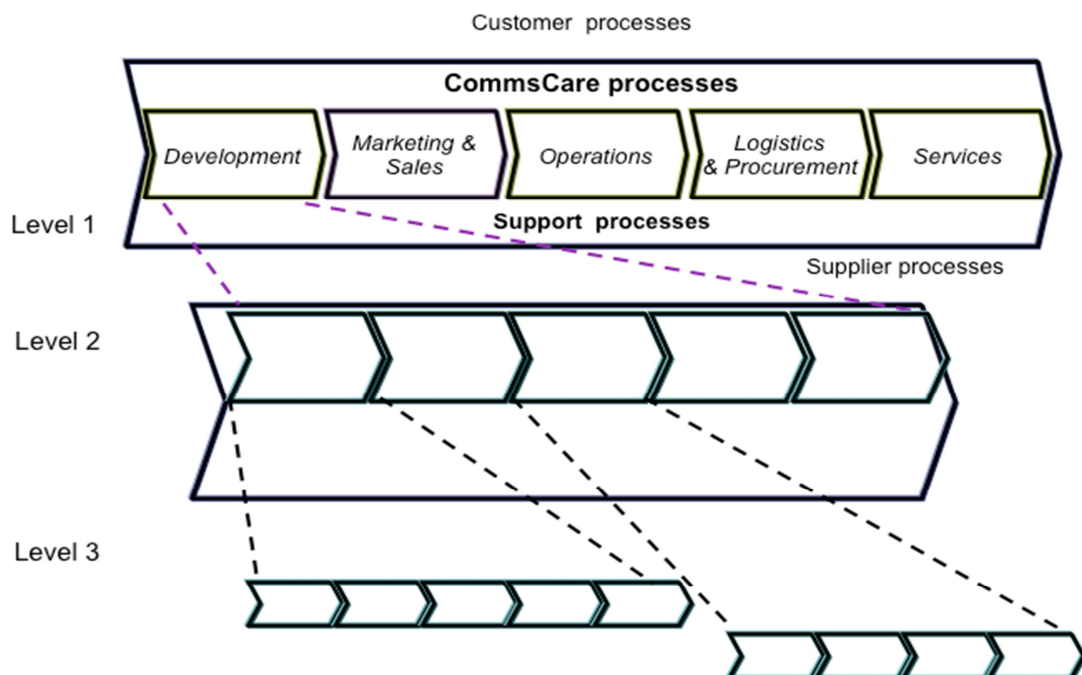 Customer processes
CommsCare processes
Development
Marketing &
Sales
Operations
Logistics
& Procurement
Services
Level 1
Support processes
Supplier processes
Level 2
Level 3